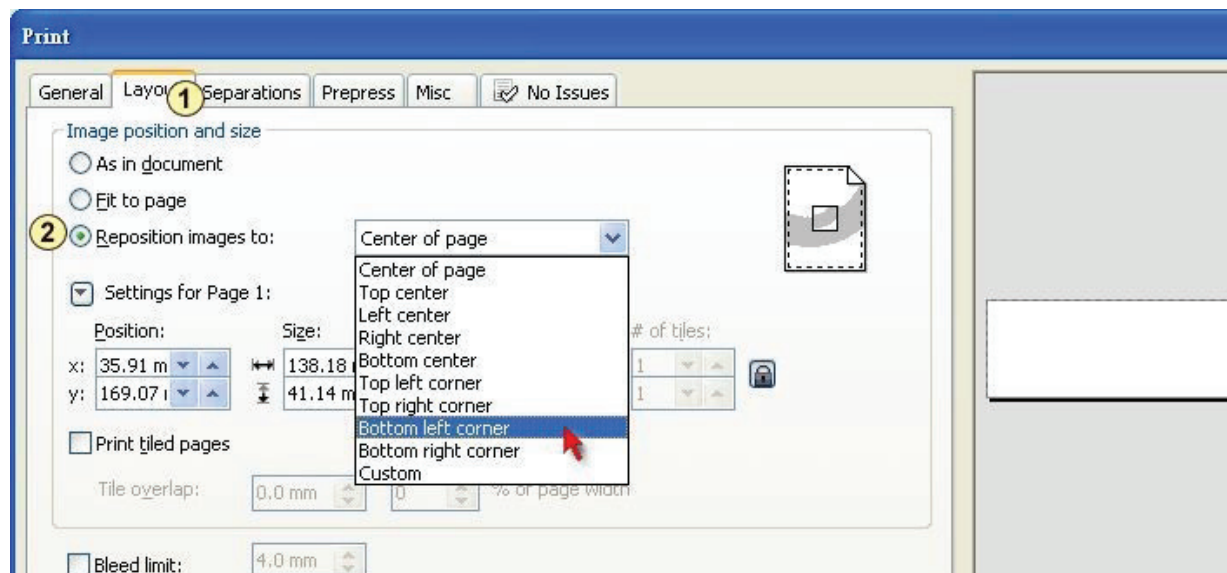 Print
General Layou 1 Separations Prepress Misc No Issues
Image position and size
As in document
Fit to page
2 Reposition images to: Center of page
Center of page
Settings for Page 1: Top center
Left center
Position: Size: Right center # of tiles:
x: 35.91 m 138.18 Bottom center 1
y: 169.07 41.14 m Top left corner 1
Top right corner
Bottom left corner
Print tiled pages Bottom right corner
Custom
Tile overlap: 0.0 mm 0 % of page width
Bleed limit: 4.0 mm